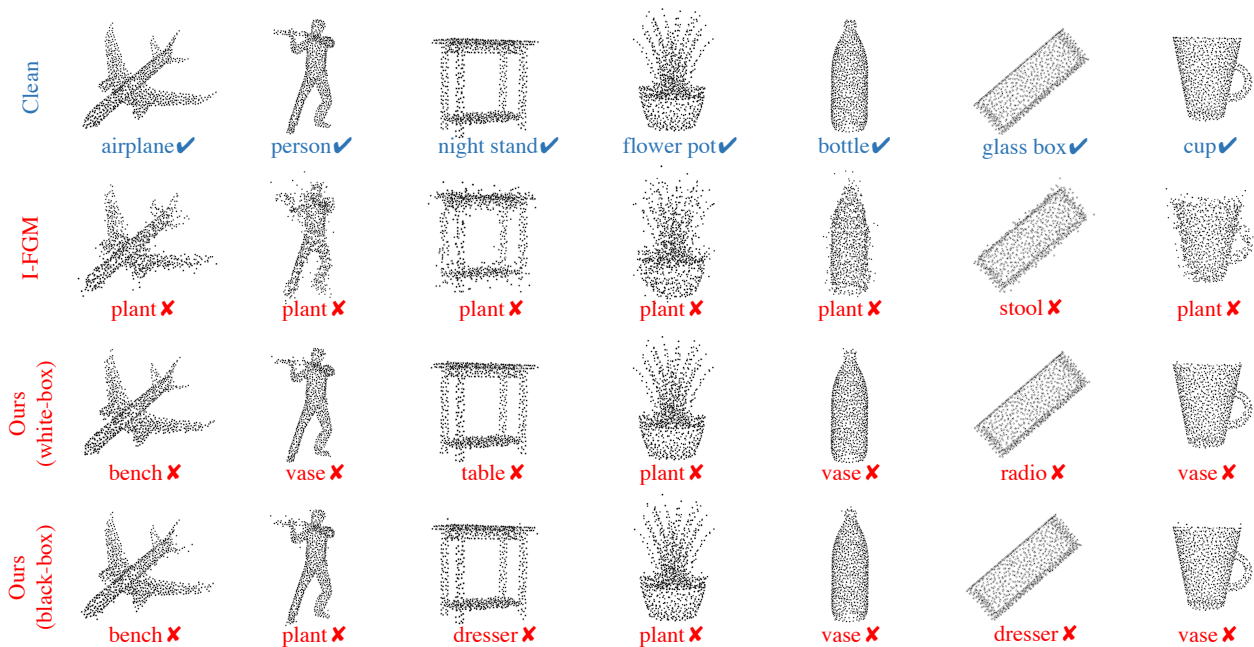 Clean
airplane✔ person✔ night stand✔ flower pot✔ bottle✔ glass box✔ cup✔
I-FGM
plant✘ plant✘ plant✘ plant✘ plant✘ stool✘ plant✘
Ours
(white-box)
bench✘ vase✘ table✘ plant✘ vase✘ radio✘ vase✘
Ours
(black-box)
bench✘ plant✘ dresser✘ plant✘ vase✘ dresser✘ vase✘